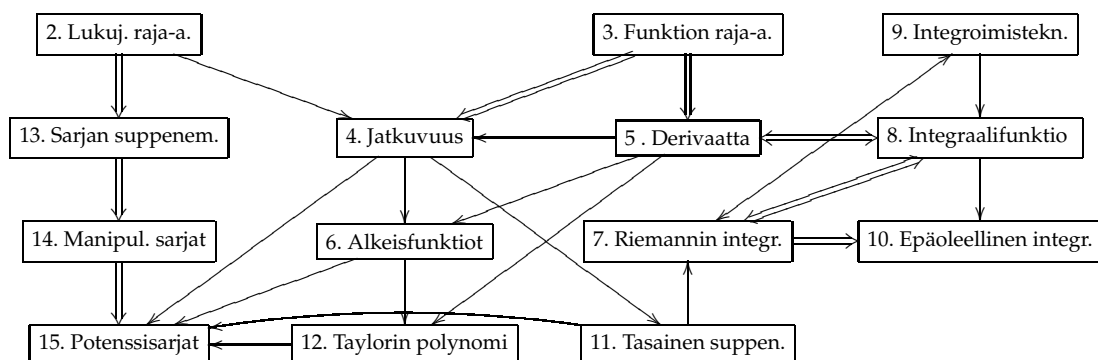 2. Lukuj. raja-a.
3. Funktion raja-a.
9. Integroimistekn.
13. Sarjan suppenem.
4. Jatkuvuus
5 . Derivaatta
8. Integraalifunktio
14. Manipul. sarjat
6. Alkeisfunktiot
7. Riemannin integr.
10. Epäoleellinen integr.
15. Potenssisarjat
12. Taylorin polynomi
11. Tasainen suppen.